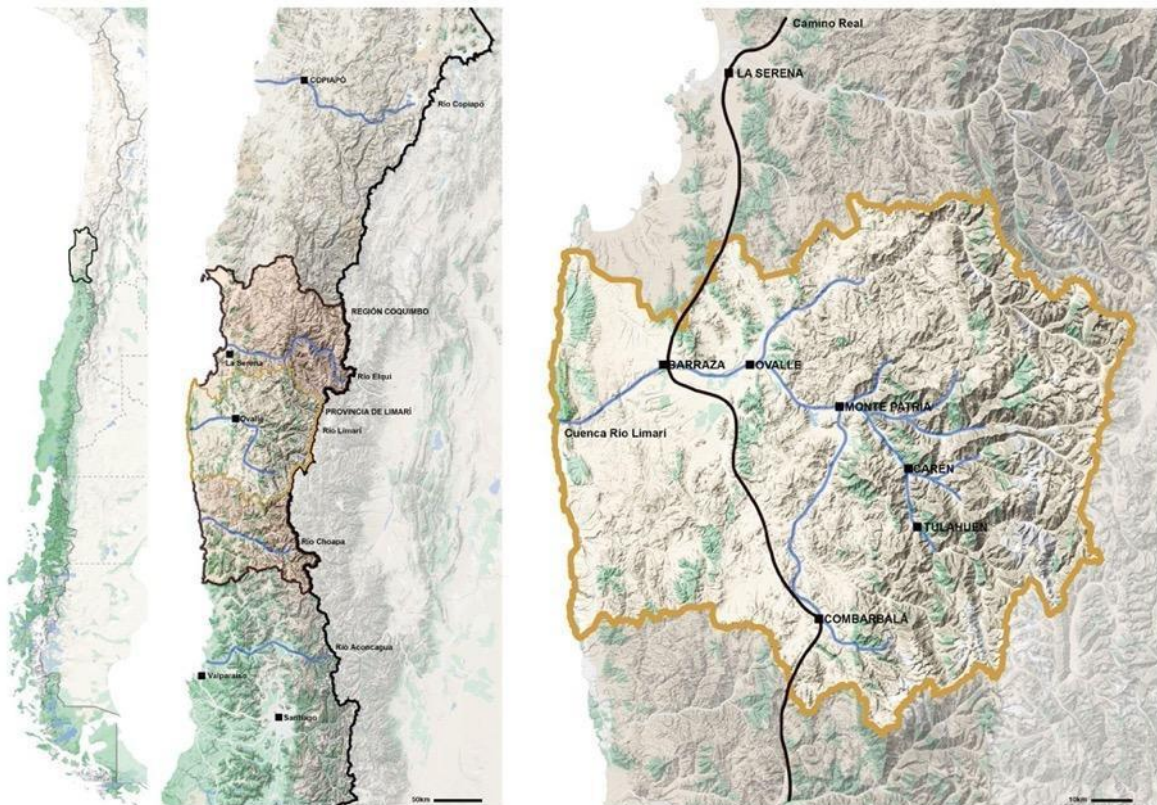 COPIAPÓ
Río Copiapó
REGIÓN COQUIMBO
La Serena
Río Elqui
PROVINCIA DE LIMARÍ
Ovalle
Río Limarí
Río Choapa
Río Aconcagua
Valparaíso
Santiago
50km
Camino Real
LA SERENA
BARRAZA
OVALLE
MONTE PATRIA
Cuenca Río Limarí
CAREN
TULAHUEN
COMBARBALÁ
10km